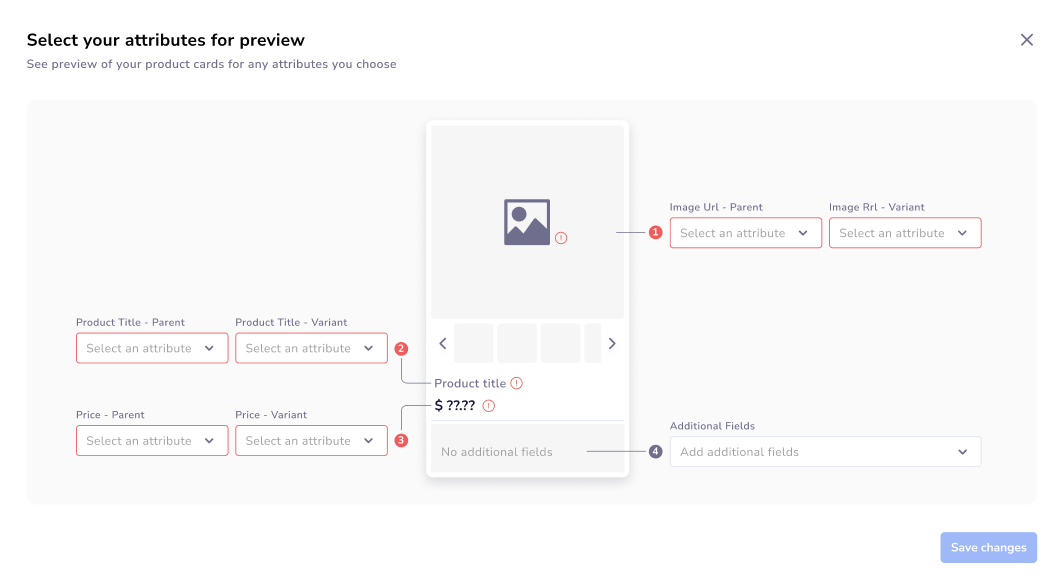 Select your attributes for preview
See preview of your product cards for any attributes you choose
Image Url - Parent
Image Rrl - Variant
1
Select an attribute
Select an attribute
Product Title - Parent
Product Title - Variant
Select an attribute
Select an attribute
2
Product title
$ ??.??
Price - Parent
Price - Variant
Select an attribute
Select an attribute
3
No additional fields
4
Additional Fields
Add additional fields
Save changes